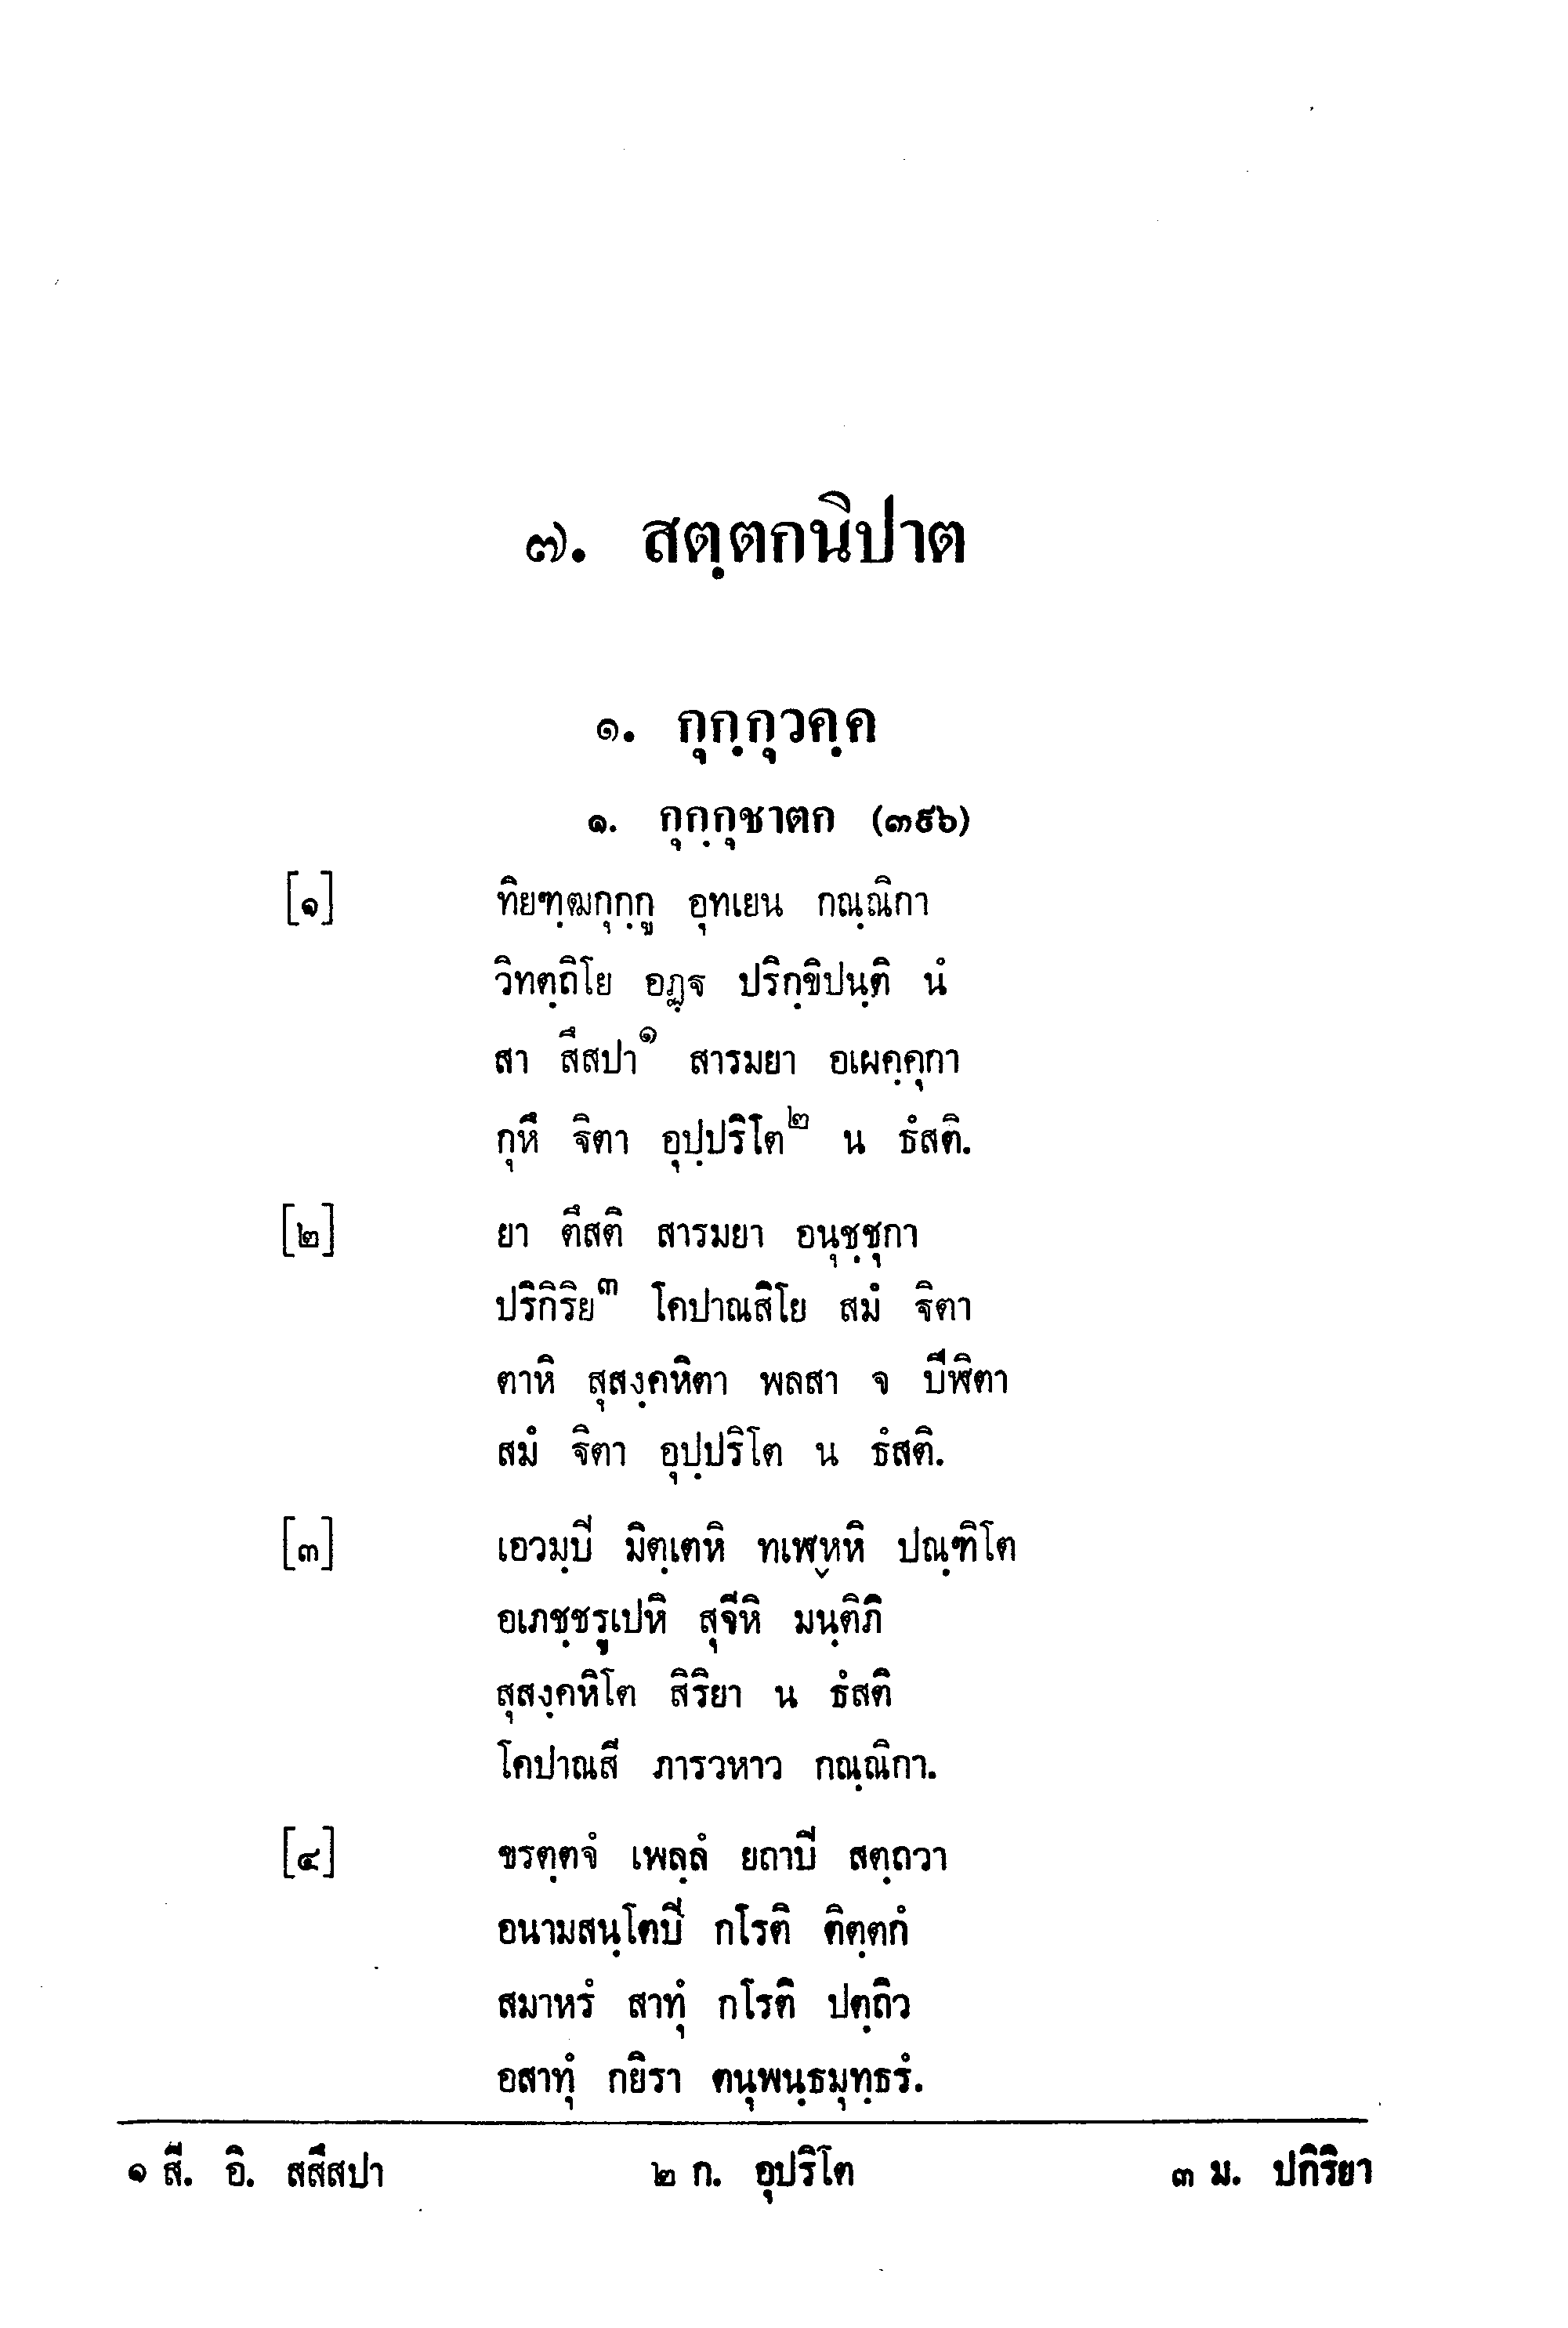 ๗. สตฺตกนิปาต
๑. กุกฺกุวคฺค
๑. กุกฺกุชาตก (๓๙๖)
[๑] ทิยฑฺฒกุกฺกู อุทเยน กณฺณิกา
วิทตฺถิโย อฏฺฐ ปริกฺขิปนฺติ นํ
สา สึสปา๑ สารมยา อเผคฺคุกา
กุหึ ฐิตา อุปฺปริโต๒ น ธํสติ.
[๒] ยา ตึสติ สารมยา อนุชฺชุกา
ปริกิริย๓ โคปาณสิโย สมํ ฐิตา
ตาหิ สุสงฺคหิตา พลสา จ ปีฬิตา
สมํ ฐิตา อุปฺปริโต น ธํสติ.
[๓] เอวมฺปี มิตฺเตหิ ทเฬฺหหิ ปณฺฑิโต
อเภชฺชรูเปหิ สุจีหิ มนฺติภิ
สุสงฺคหิโต สิริยา น ธํสติ
โคปาณสี ภารวหาว กณฺณิกา.
[๔] ขรตฺตจํ เพลฺลํ ยถาปี สตฺถวา
อนามสนฺโตปี กโรติ ติตฺตกํ
สมาหรํ สาทุํ กโรติ ปตฺถิว
อสาทุํ กยิรา ตนุพนฺธมุทฺธรํ.
๑ สี. อิ. สสึสปา ๒ ก. อุปริโต ๓ ม. ปกิริยา